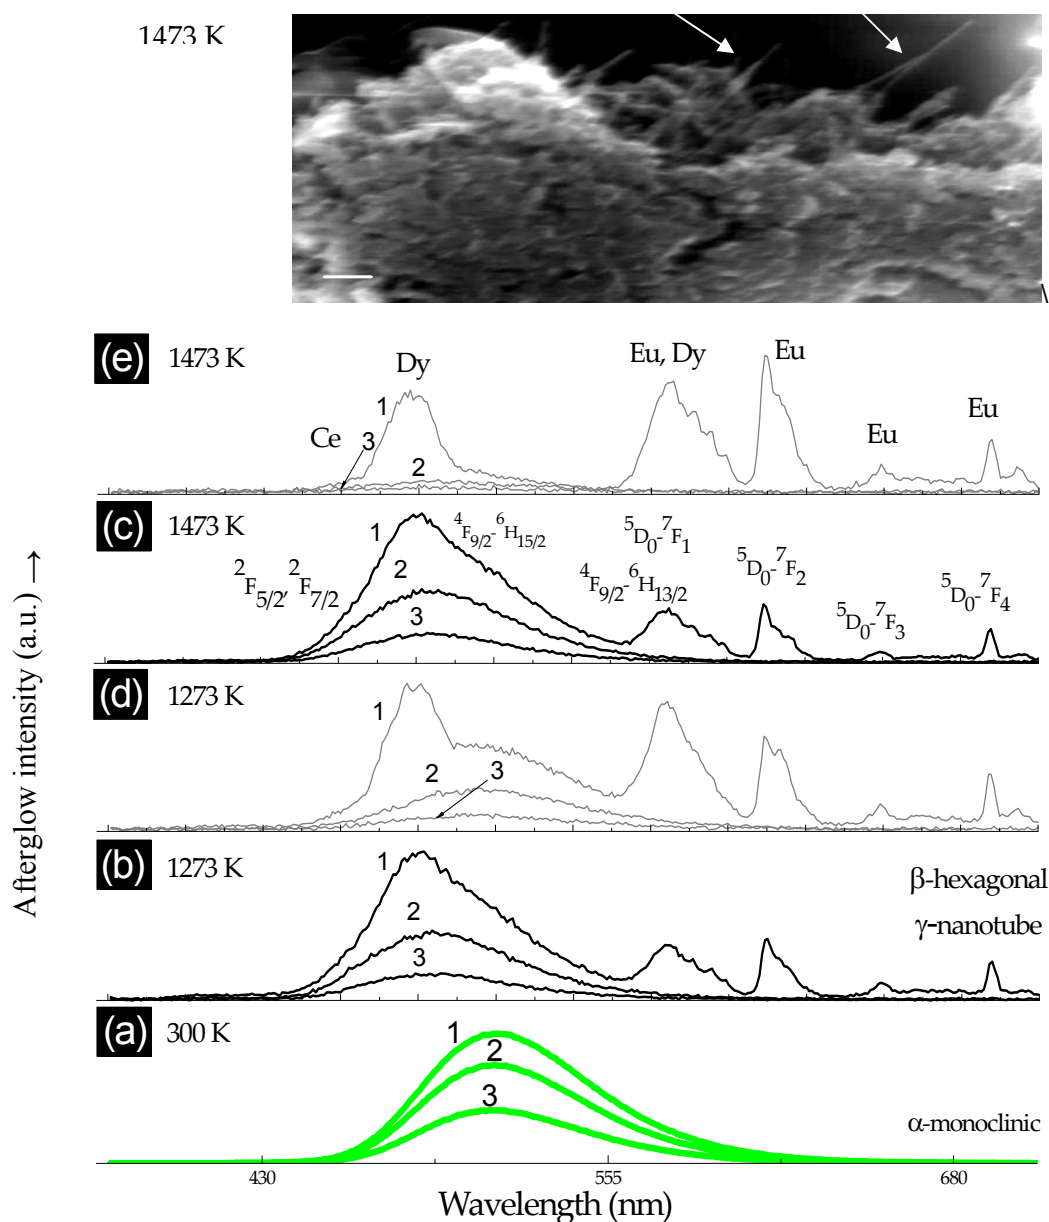 1473 K
(e) 1473 K
Dy
Eu, Dy
Eu
Eu
Eu
Ce
1
3
2
(c) 1473 K
1
2
3
⁴F₉/₂-⁶H₁₅/₂
²F₅/₂, ²F₇/₂
⁵D₀-⁷F₁
⁴F₉/₂-⁶H₁₃/₂
⁵D₀-⁷F₂
⁵D₀-⁷F₃
⁵D₀-⁷F₄
(d) 1273 K
1
2
3
(b) 1273 K
1
2
3
β-hexagonal
γ-nanotube
(a) 300 K
1
2
3
α-monoclinic
430 555 680
Wavelength (nm)
Afterglow intensity (a.u.) →